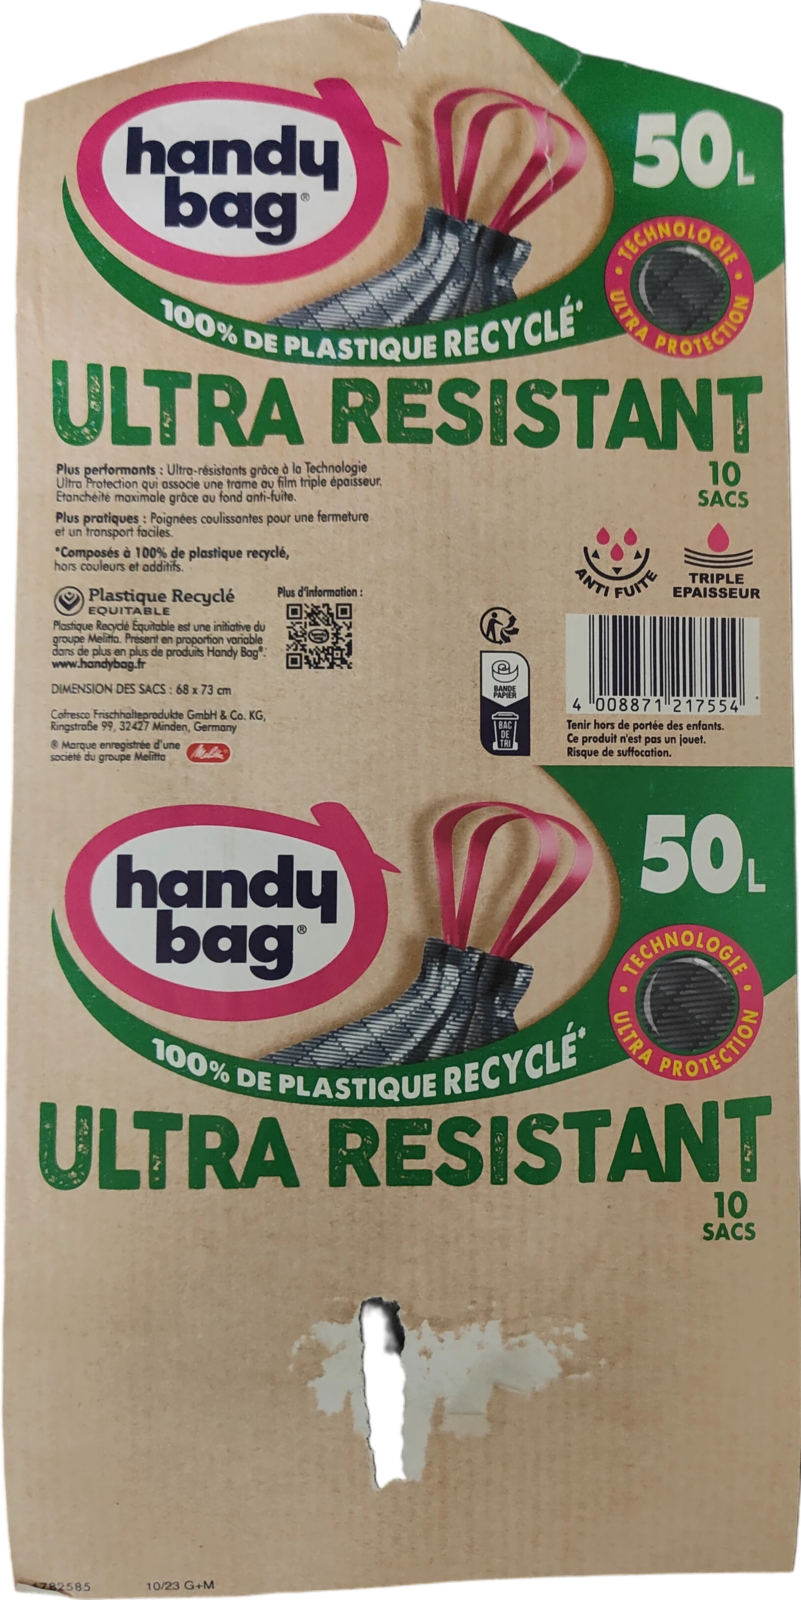 handy
bag®
50L
TECHNOLOGIE
ULTRA PROTECTION
100% DE PLASTIQUE RECYCLÉ*
ULTRA RESISTANT
10
SACS
Plus performants : Ultra-résistants grâce à la Technologie
Ultra Protection qui associe une trame au film triple épaisseur.
Etanchéité maximale grâce au fond anti-fuite.
Plus pratiques : Poignées coulissantes pour une fermeture
et un transport faciles.
*Composés à 100% de plastique recyclé,
hors couleurs et additifs.
ANTI FUITE
TRIPLE
EPAISSEUR
Plastique Recyclé
EQUITABLE
Plus d'information :
Plastique Recyclé Équitable est une initiative du
groupe Melitta. Présent en proportion variable
dans de plus en plus de produits Handy Bag®.
www.handybag.fr
DIMENSION DES SACS : 68 x 73 cm
Cofresco Frischhalteprodukte GmbH & Co. KG,
Ringstraße 99, 32427 Minden, Germany
® Marque enregistrée d'une
société du groupe Melitta
Melitta
BANDE
PAPIER
BAC
DE
TRI
4 008871 217554
Tenir hors de portée des enfants.
Ce produit n'est pas un jouet.
Risque de suffocation.
handy
bag®
50L
TECHNOLOGIE
ULTRA PROTECTION
100% DE PLASTIQUE RECYCLÉ*
ULTRA RESISTANT
10
SACS
782585
10/23 G+M